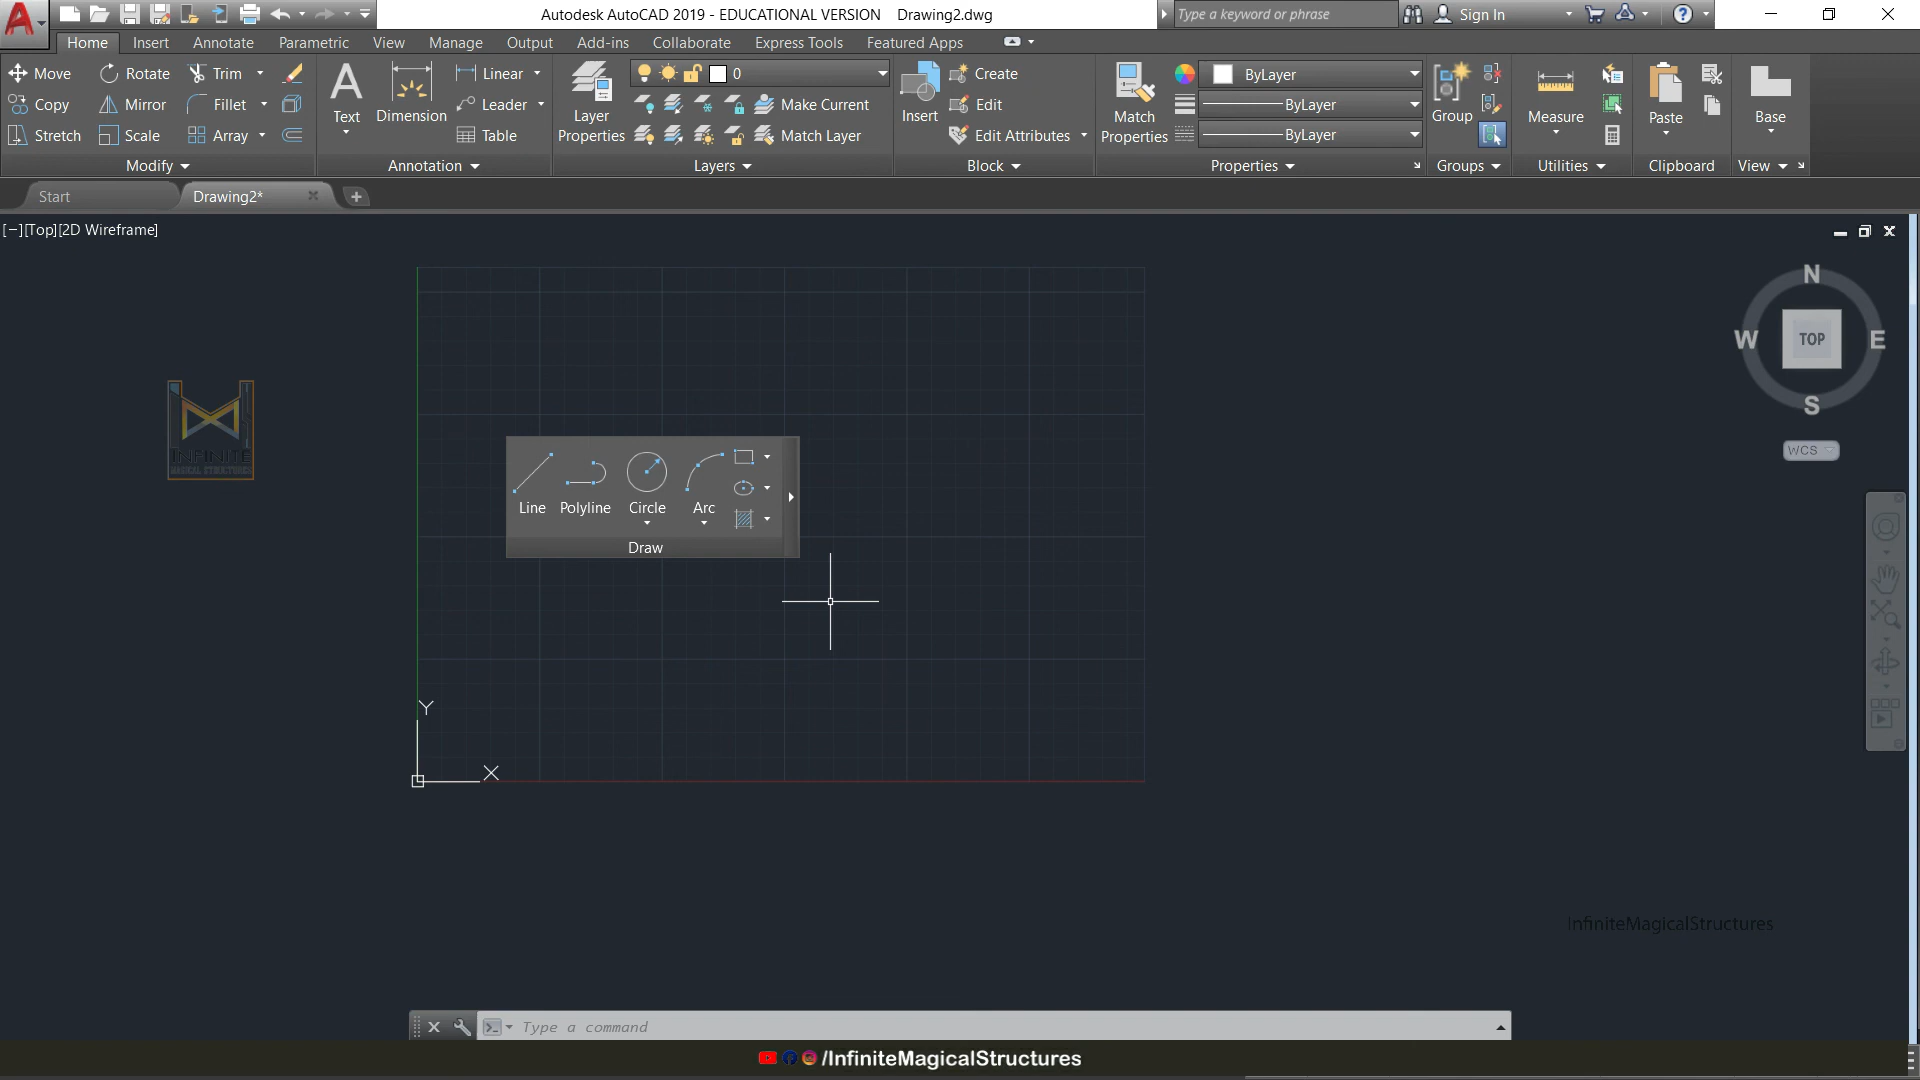 Autodesk AutoCAD 2019 - EDUCATIONAL VERSION Drawing2.dwg
Type a keyword or phrase
Sign In
Home Insert Annotate Parametric View Manage Output Add-ins Collaborate Express Tools Featured Apps
Move Rotate Trim
Copy Mirror Fillet
Stretch Scale Array
Modify
Text
Dimension
Linear
Leader
Table
Annotation
Layer Properties
0
Make Current
Match Layer
Layers
Insert
Create
Edit
Edit Attributes
Block
Match Properties
ByLayer
ByLayer
ByLayer
Properties
Group
Groups
Measure
Utilities
Paste
Clipboard
Base
View
Start Drawing2*
[−][Top][2D Wireframe]
N
W TOP E
S
WCS
INFINITE
MAGICAL STRUCTURES
Line Polyline Circle Arc
Draw
Y
X
InfiniteMagicalStructures
Type a command
/InfiniteMagicalStructures